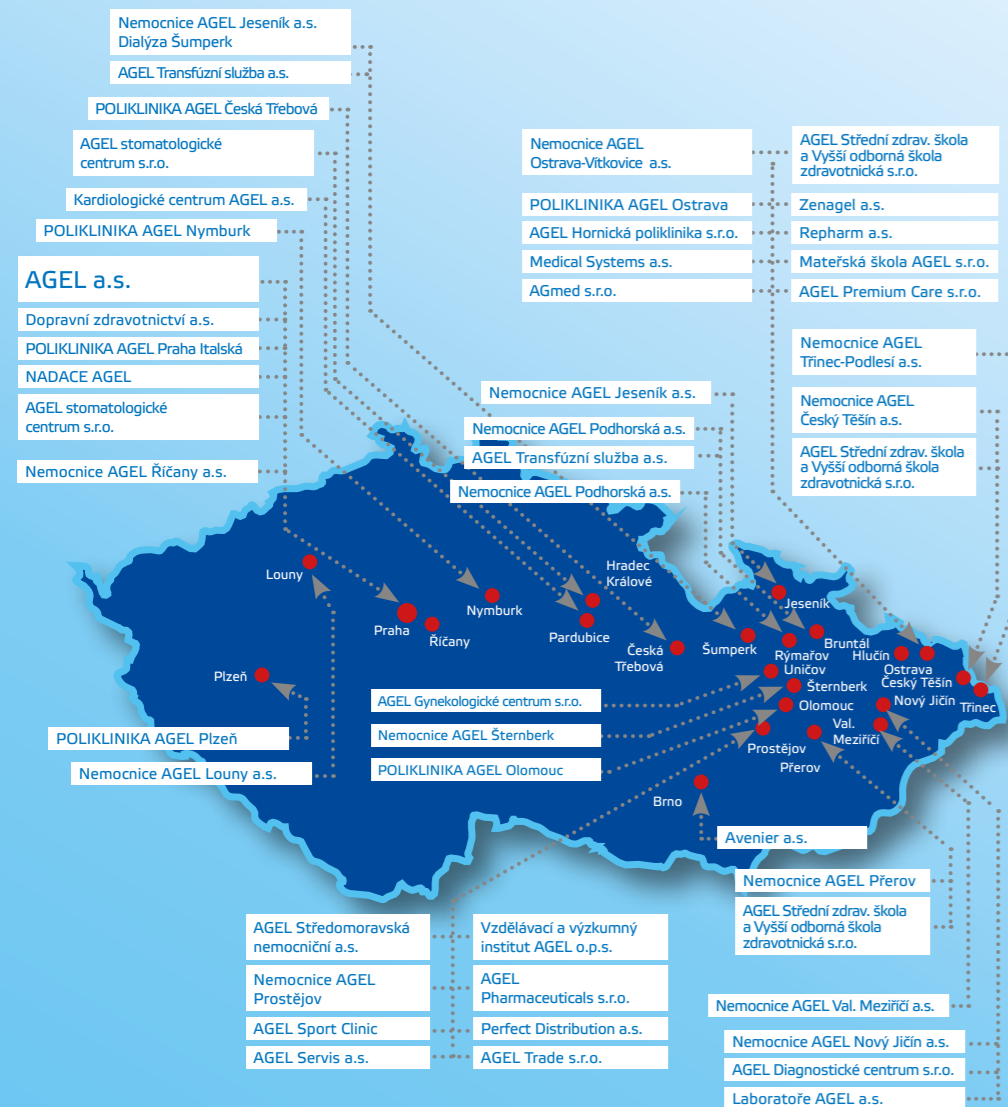 Nemocnice AGEL Jeseník a.s.
Dialýza Šumperk
AGEL Transfúzní služba a.s.
POLIKLINIKA AGEL Česká Třebová
AGEL stomatologické
centrum s.r.o.
Kardiologické centrum AGEL a.s.
POLIKLINIKA AGEL Nymburk
AGEL a.s.
Dopravní zdravotnictví a.s.
POLIKLINIKA AGEL Praha Italská
NADACE AGEL
AGEL stomatologické
centrum s.r.o.
Nemocnice AGEL Říčany a.s.
Nemocnice AGEL
Ostrava-Vítkovice a.s.
POLIKLINIKA AGEL Ostrava
AGEL Hornická poliklinika s.r.o.
Medical Systems a.s.
AGmed s.r.o.
AGEL Střední zdrav. škola
a Vyšší odborná škola
zdravotnická s.r.o.
Zenagel a.s.
Repharm a.s.
Mateřská škola AGEL s.r.o.
AGEL Premium Care s.r.o.
Nemocnice AGEL
Třinec-Podlesí a.s.
Nemocnice AGEL
Český Těšín a.s.
AGEL Střední zdrav. škola
a Vyšší odborná škola
zdravotnická s.r.o.
Nemocnice AGEL Jeseník a.s.
Nemocnice AGEL Podhorská a.s.
AGEL Transfúzní služba a.s.
Nemocnice AGEL Podhorská a.s.
Louny
Praha
Říčany
Nymburk
Hradec
Králové
Pardubice
Česká
Třebová
Šumperk
Jeseník
Rýmařov
Bruntál
Hlučín
Ostrava
Český Těšín
Třinec
Uničov
Šternberk
Olomouc
Nový Jičín
Val.
Meziříčí
Prostějov
Přerov
Plzeň
Brno
AGEL Gynekologické centrum s.r.o.
Nemocnice AGEL Šternberk
POLIKLINIKA AGEL Olomouc
POLIKLINIKA AGEL Plzeň
Nemocnice AGEL Louny a.s.
Avenier a.s.
Nemocnice AGEL Přerov
AGEL Střední zdrav. škola
a Vyšší odborná škola
zdravotnická s.r.o.
AGEL Středomoravská
nemocniční a.s.
Nemocnice AGEL
Prostějov
AGEL Sport Clinic
AGEL Servis a.s.
Vzdělávací a výzkumný
institut AGEL o.p.s.
AGEL
Pharmaceuticals s.r.o.
Perfect Distribution a.s.
AGEL Trade s.r.o.
Nemocnice AGEL Val. Meziříčí a.s.
Nemocnice AGEL Nový Jičín a.s.
AGEL Diagnostické centrum s.r.o.
Laboratoře AGEL a.s.